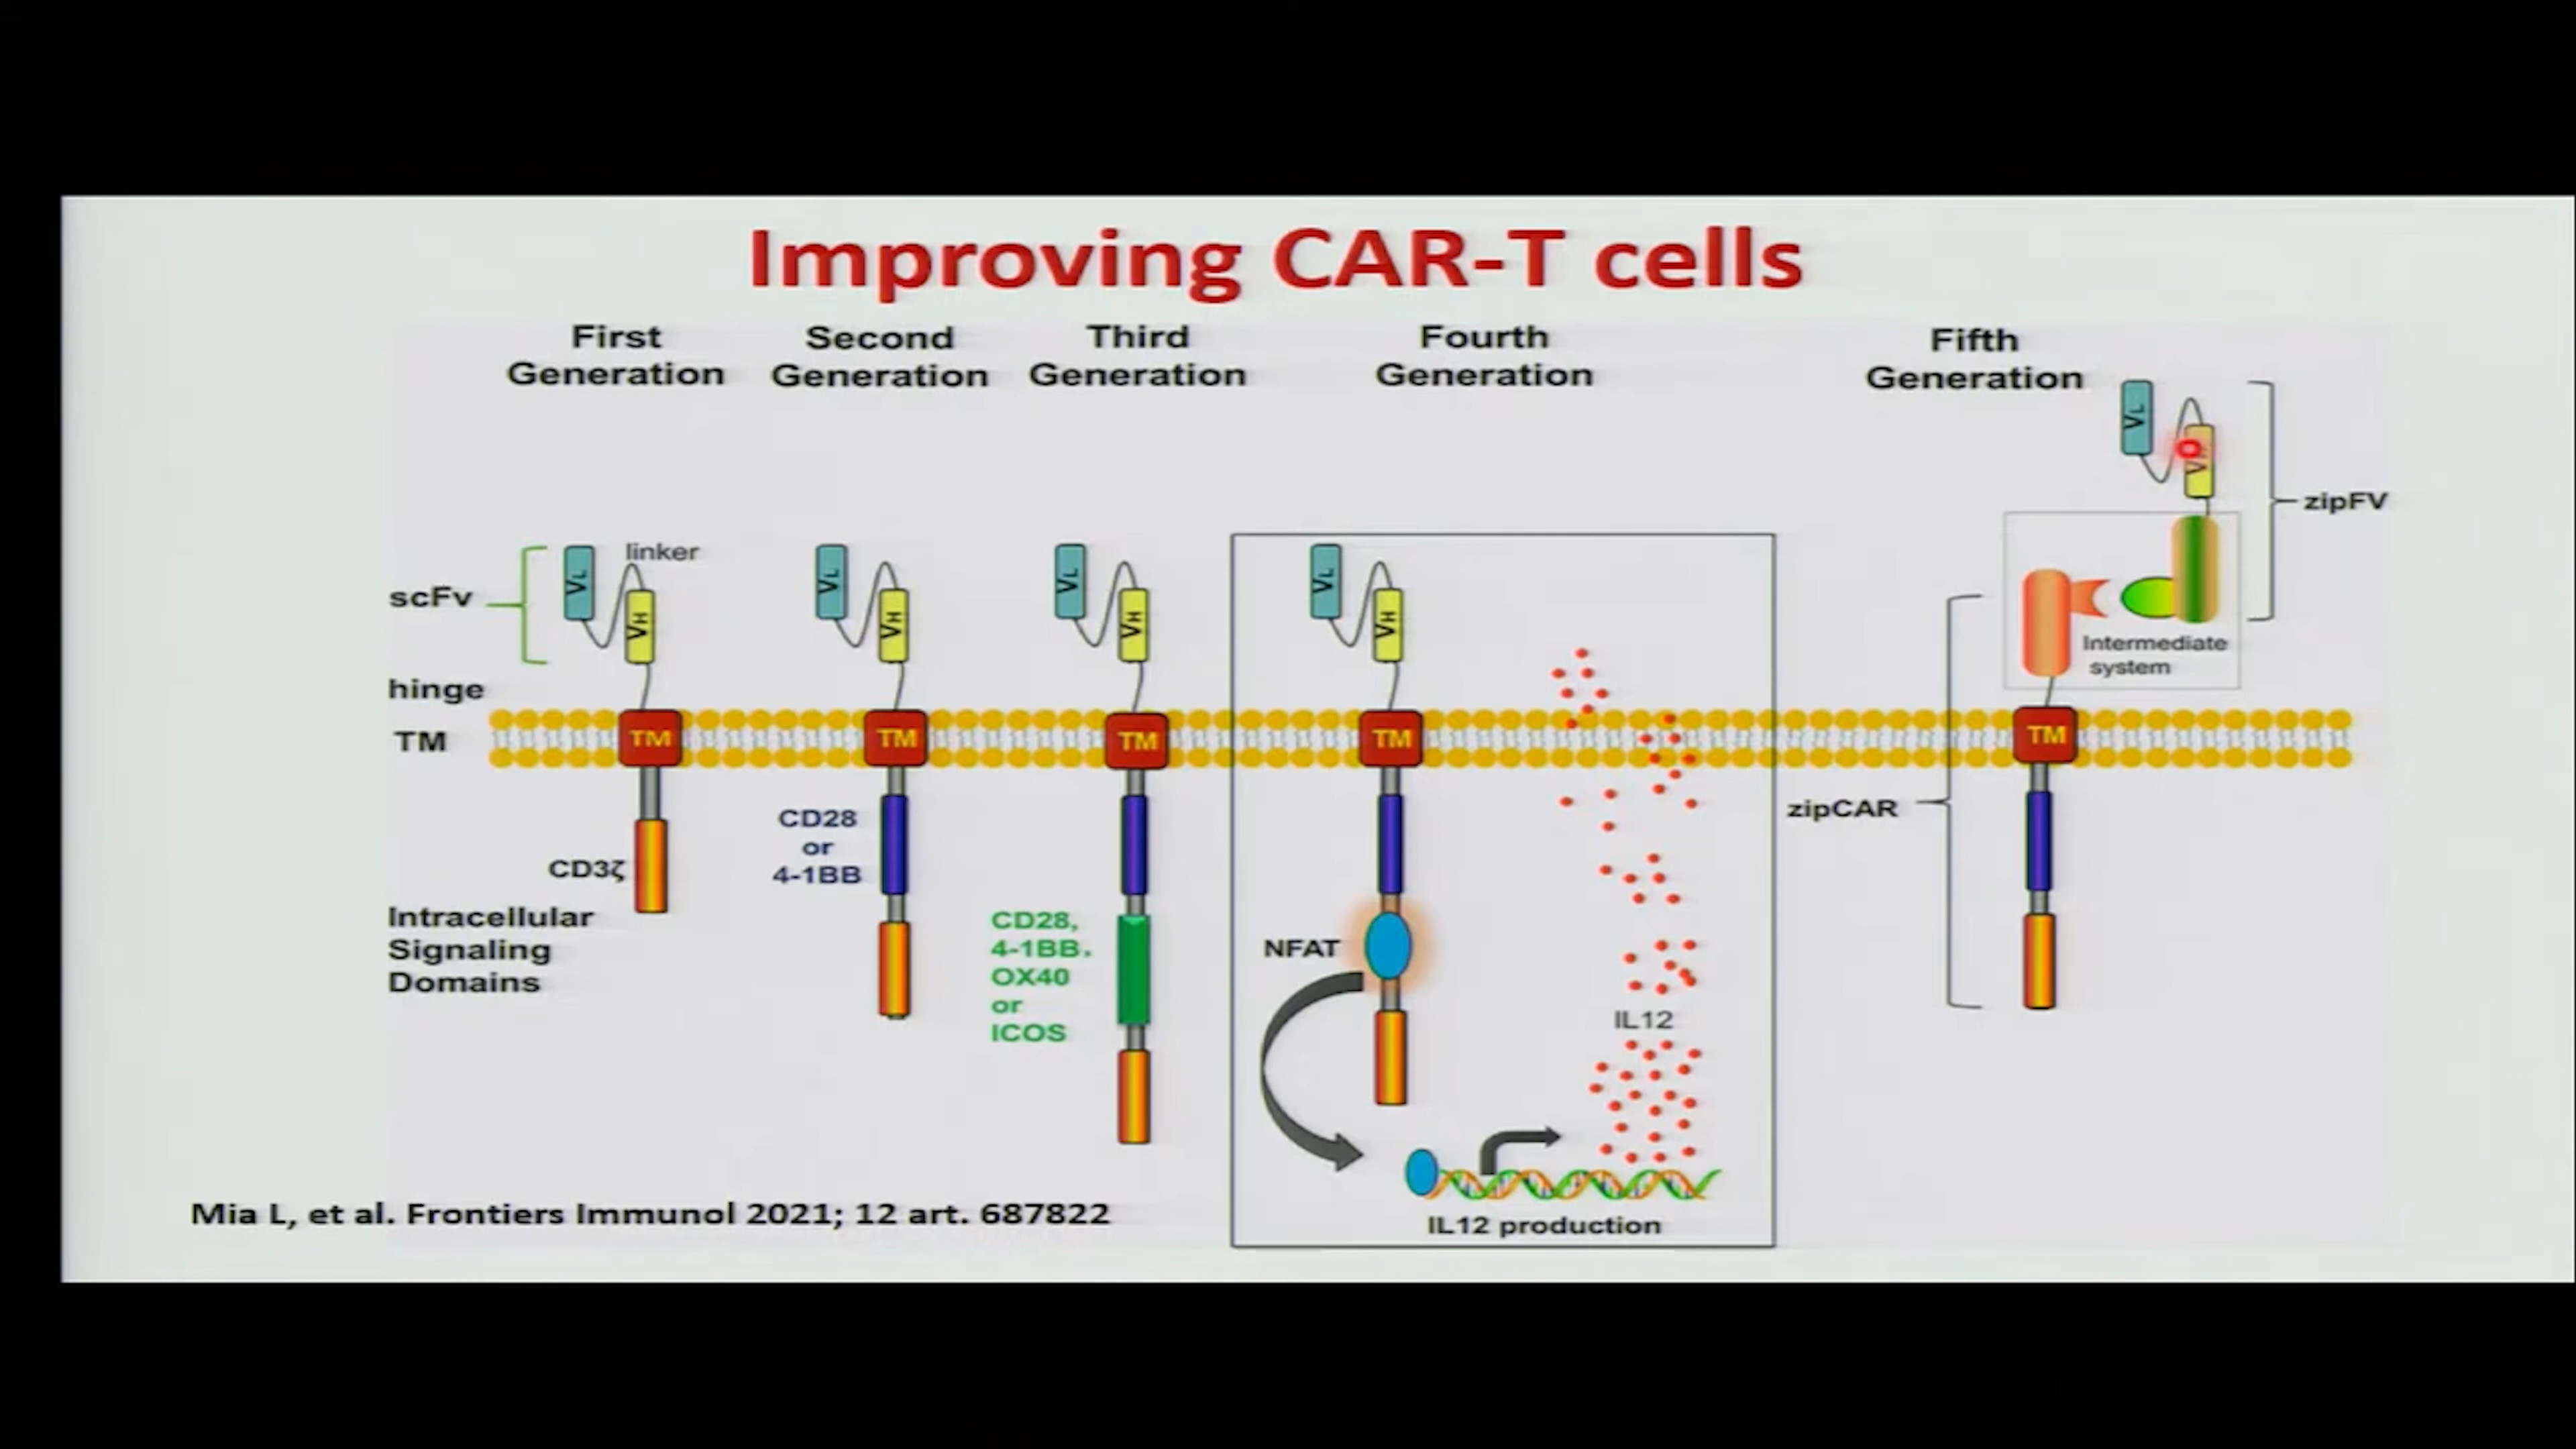 Improving CAR-T cells
First
Generation
Second
Generation
Third
Generation
Fourth
Generation
Fifth
Generation
scFv
linker
VL
VH
VL
VH
VL
VH
VL
VH
VL
zipFV
Intermediate
system
hinge
TM
TM
TM
TM
TM
TM
zipCAR
CD3ζ
CD28
or
4-1BB
CD28,
4-1BB,
OX40
or
ICOS
NFAT
IL12
IL12 production
Intracellular
Signaling
Domains
Mia L, et al. Frontiers Immunol 2021; 12 art. 687822